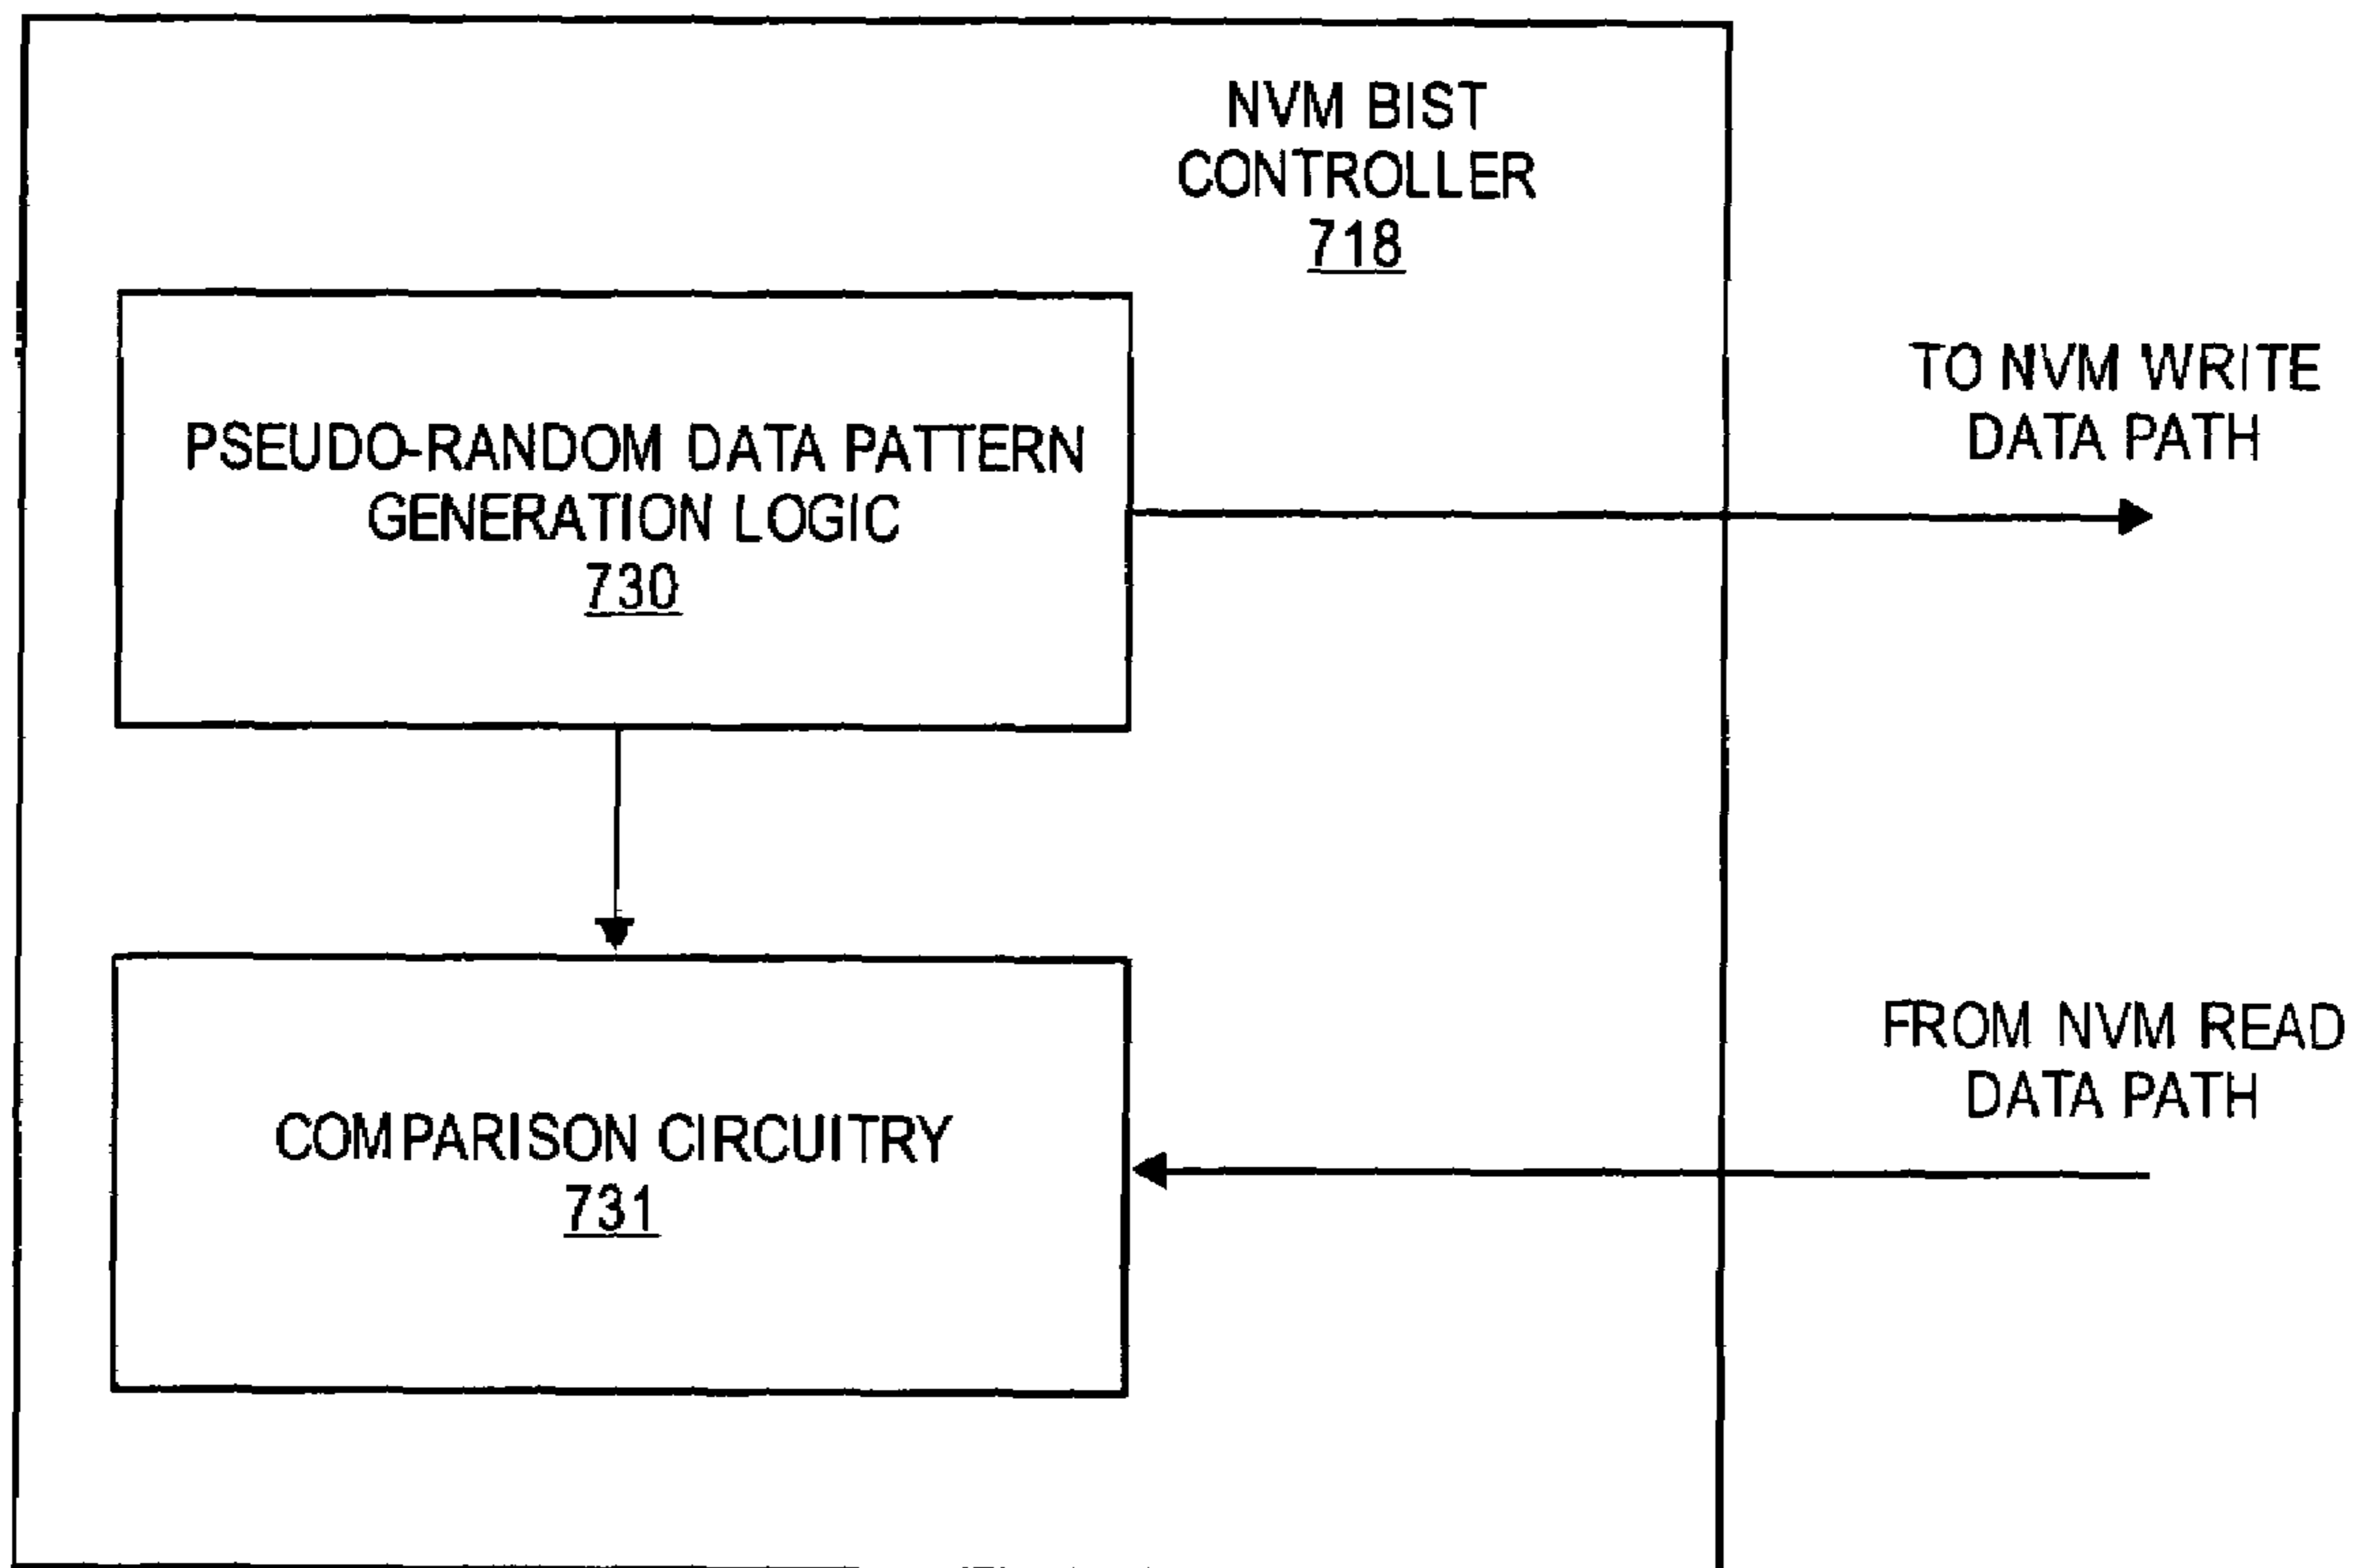 NVM BIST
CONTROLLER
718
TO NVM WRITE
DATA PATH
PSEUDO-RANDOM DATA PATTERN
GENERATION LOGIC
730
FROM NVM READ
DATA PATH
COMPARISON CIRCUITRY
731